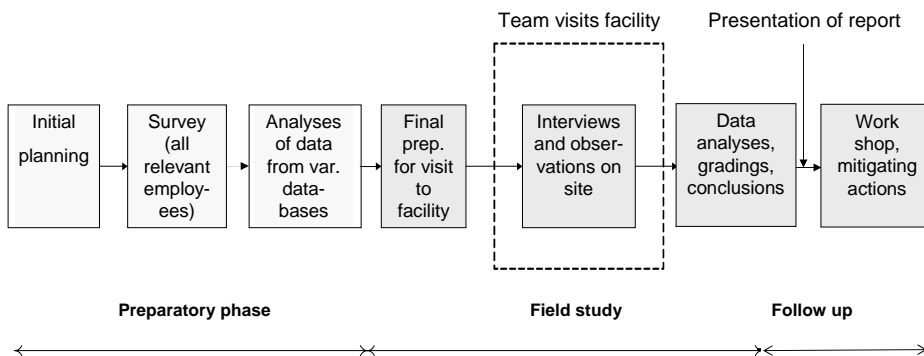 Team visits facility
Presentation of report
Initial
planning
Survey
(all
relevant
employ-
ees)
Analyses
of data
from var.
data-
bases
Final
prep.
for visit
to
facility
Interviews
and obser-
vations on
site
Data
analyses,
gradings,
conclusions
Work
shop,
mitigating
actions
Preparatory phase
Field study
Follow up